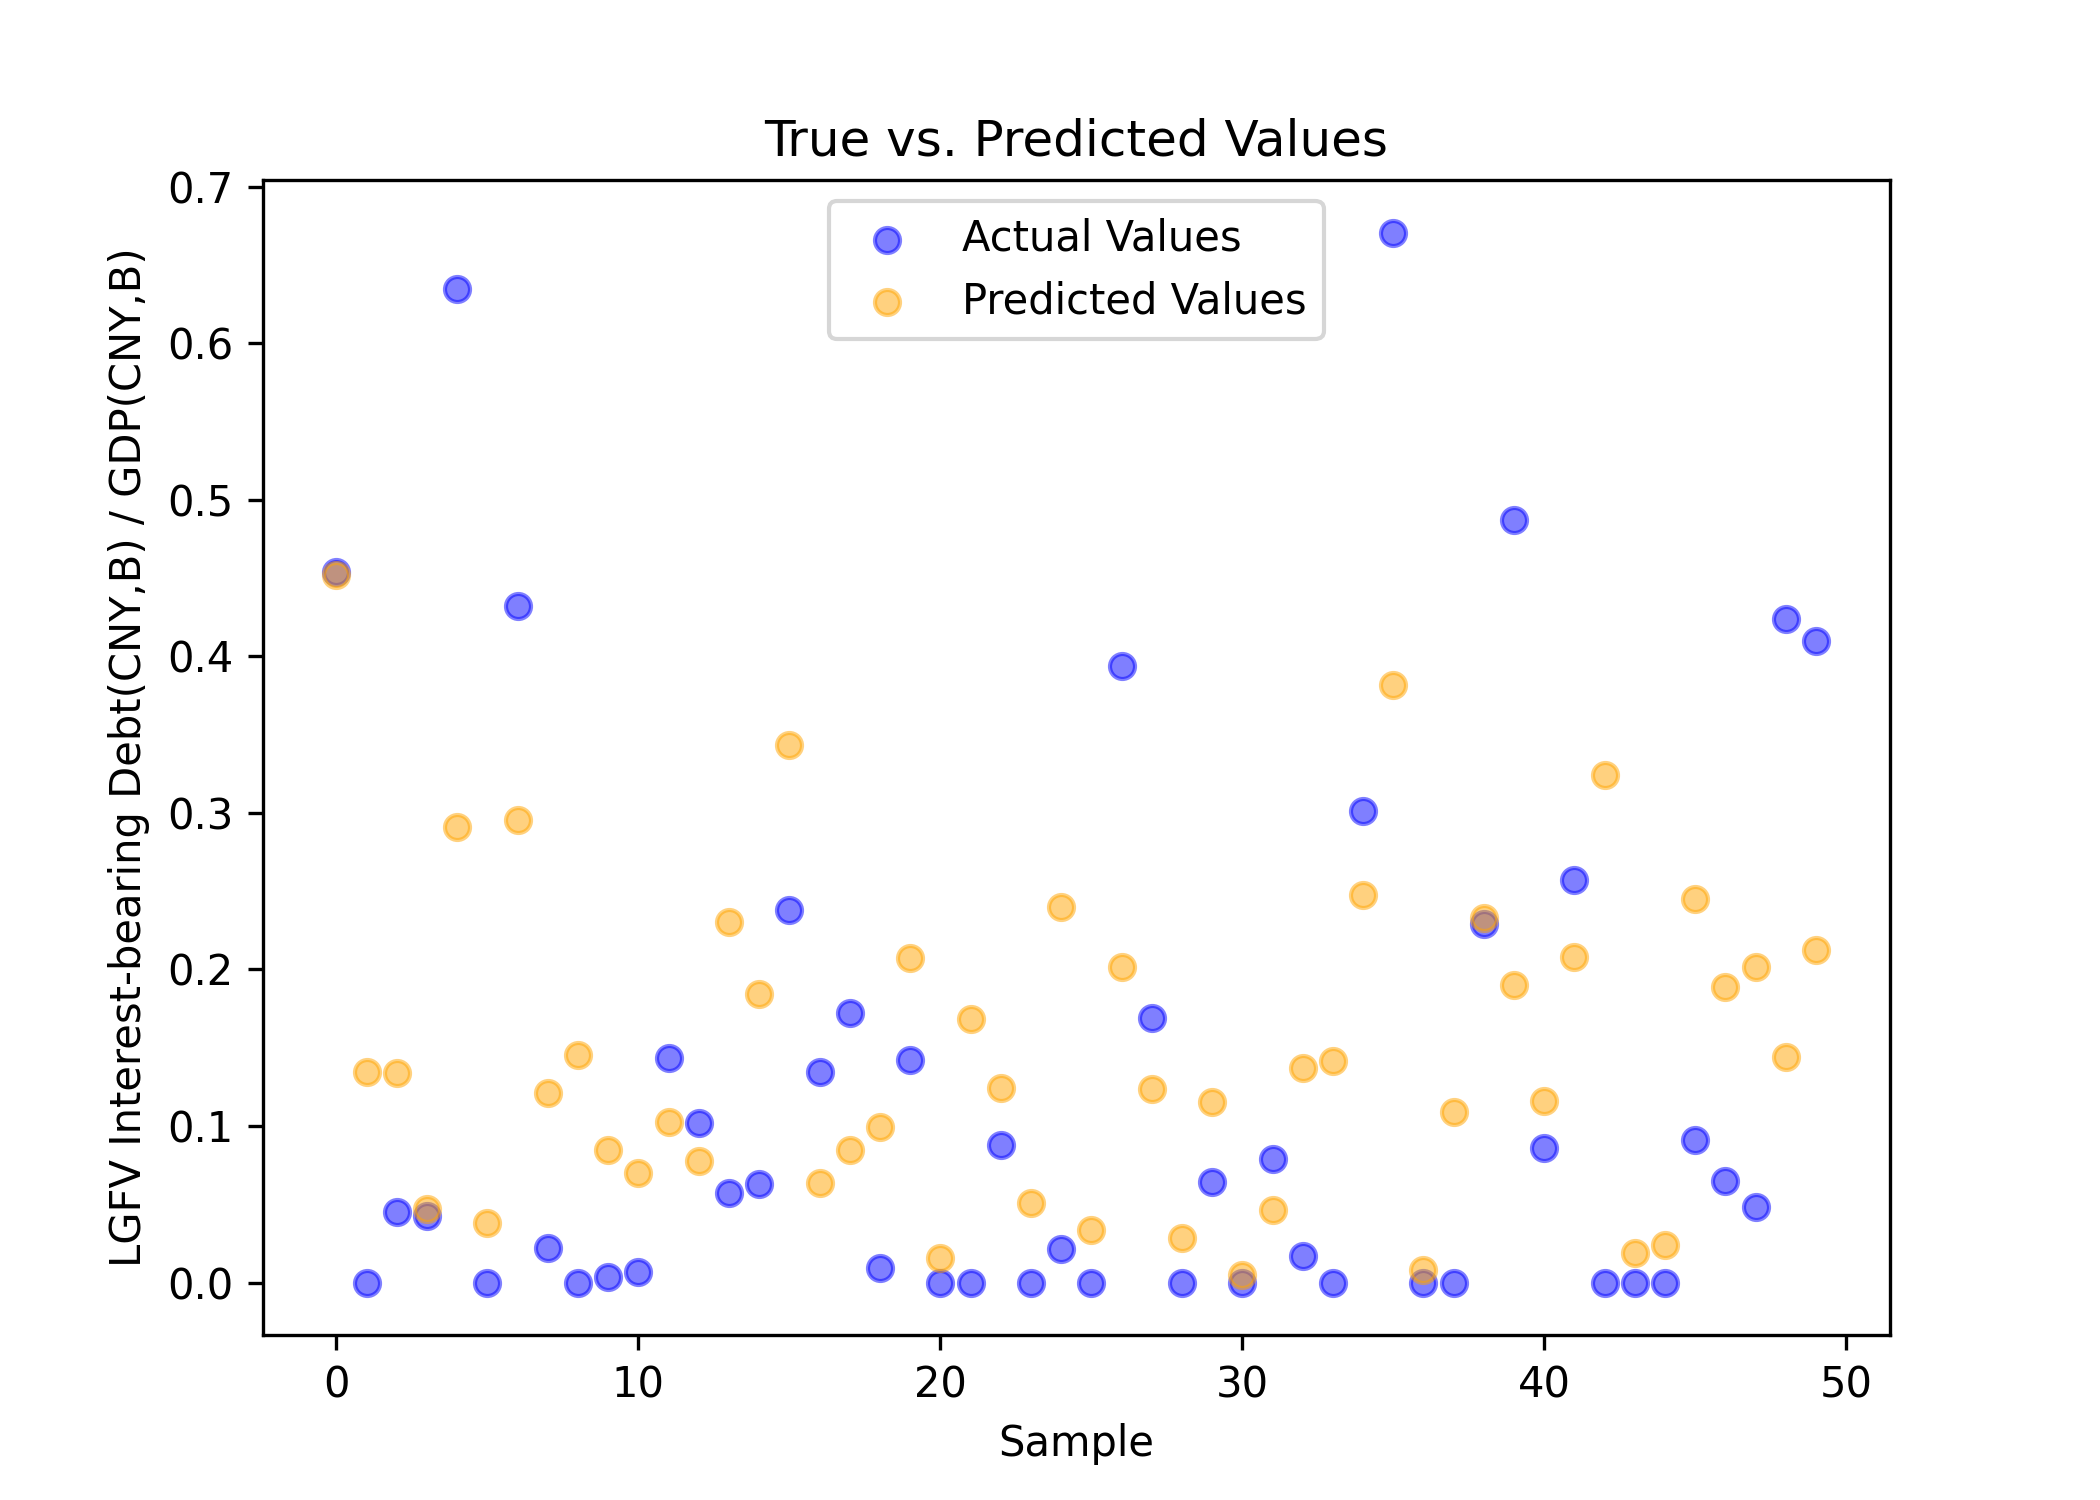 True vs. Predicted Values
Actual Values
Predicted Values
LGFV Interest-bearing Debt(CNY,B) / GDP(CNY,B)
0.7
0.6
0.5
0.4
0.3
0.2
0.1
0.0
0 10 20 30 40 50
Sample